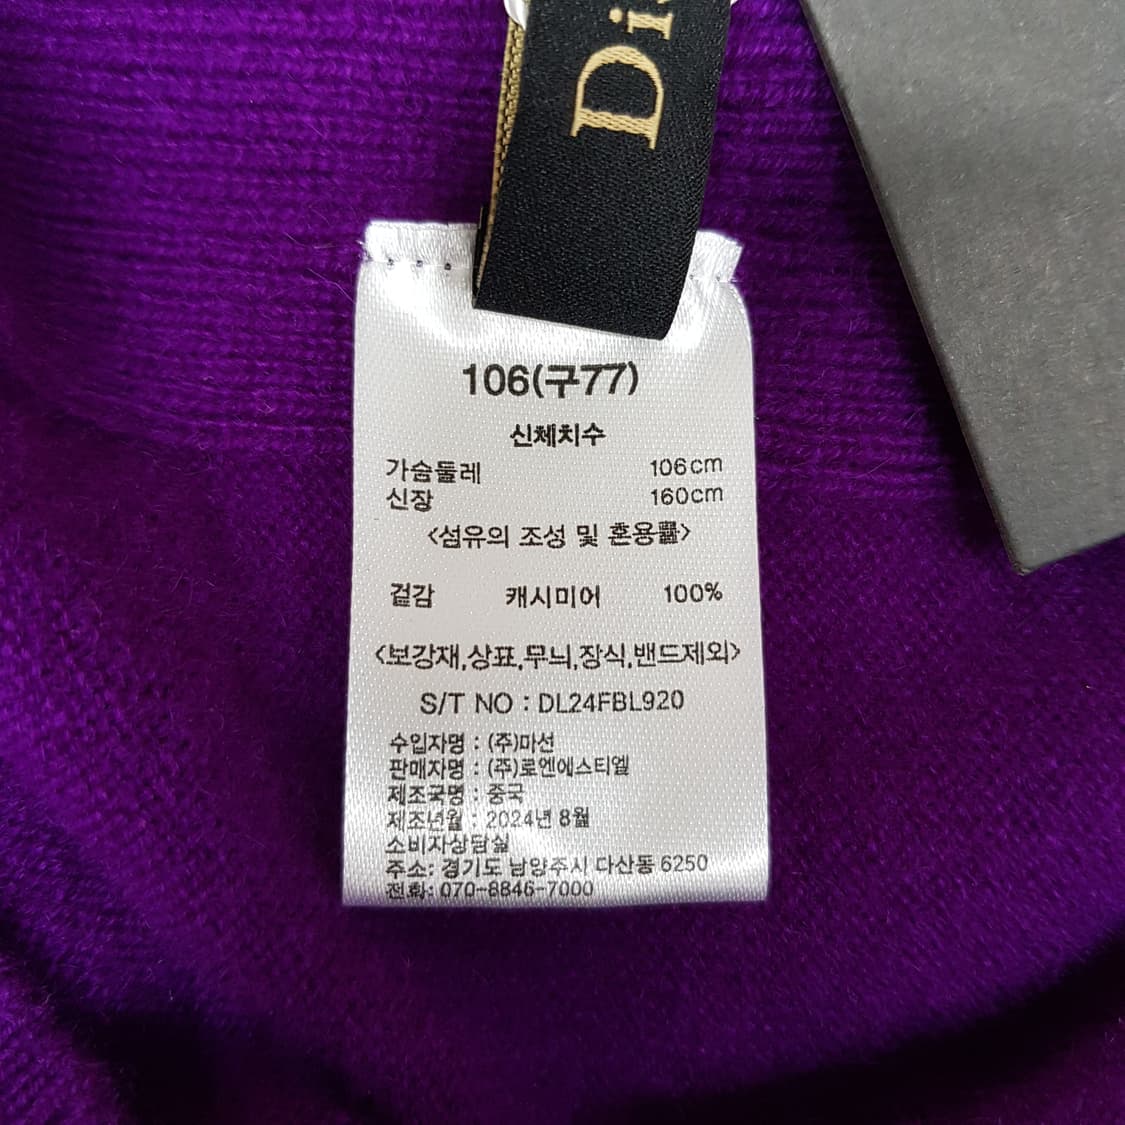 106(구77)
신체치수
가슴둘레 106cm
신장 160cm
<섬유의 조성 및 혼용率>
겉감 캐시미어 100%
<보강재,상표,무늬,장식,밴드제외>
S/T NO : DL24FBL920
수입자명 : (주)마선
판매자명 : (주)로엔에스티엘
제조국명 : 중국
제조년월 : 2024년 8월
소비자상담실
주소: 경기도 남양주시 다산동 6250
전화: 070-8846-7000